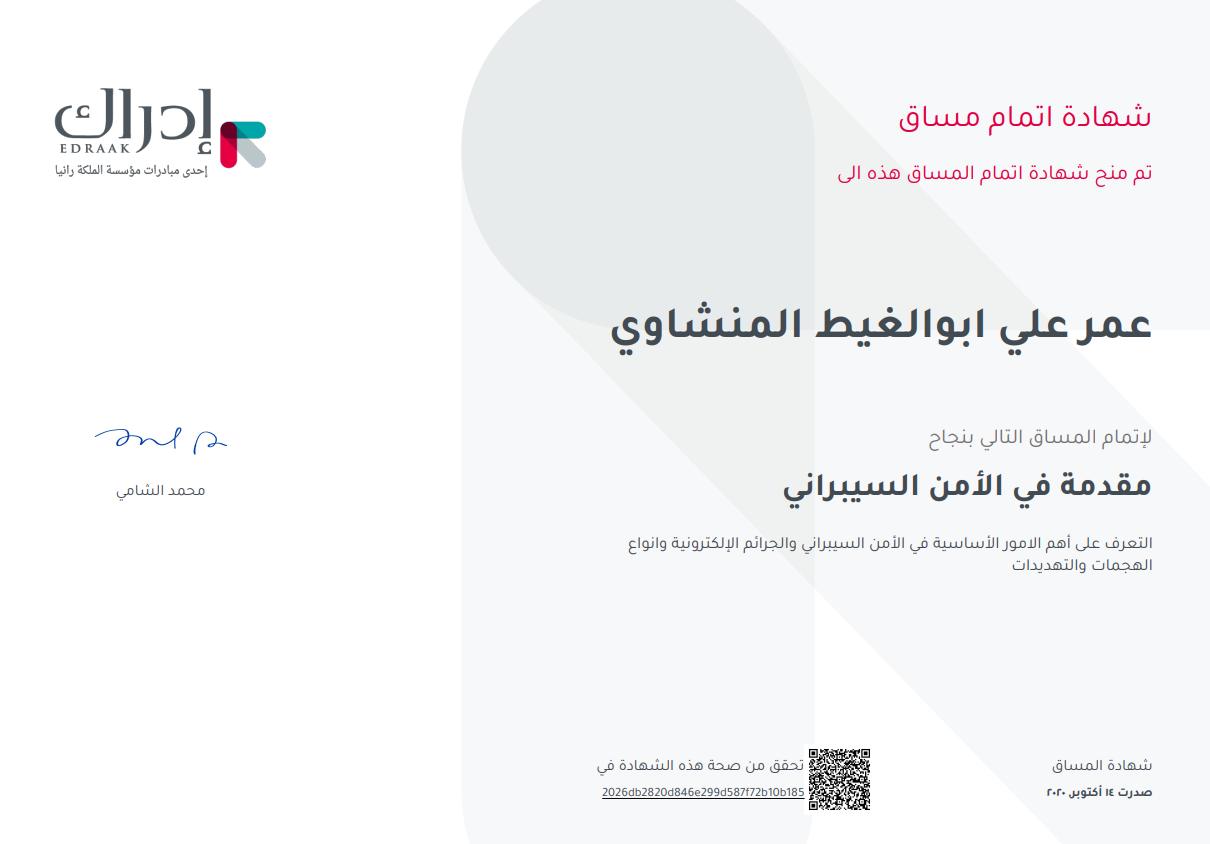 إدراك
EDRAAK
إحدى مبادرات مؤسسة الملكة رانيا
شهادة اتمام مساق
تم منح شهادة اتمام المساق هذه الى
عمر علي ابوالغيط المنشاوي
لإتمام المساق التالي بنجاح
مقدمة في الأمن السيبراني
التعرف على أهم الامور الأساسية في الأمن السيبراني والجرائم الإلكترونية وانواع
الهجمات والتهديدات
محمد الشامي
شهادة المساق
صدرت ١٤ أكتوبر, ٢٠٢٠
تحقق من صحة هذه الشهادة في
2026db2820d846e299d587f72b10b185